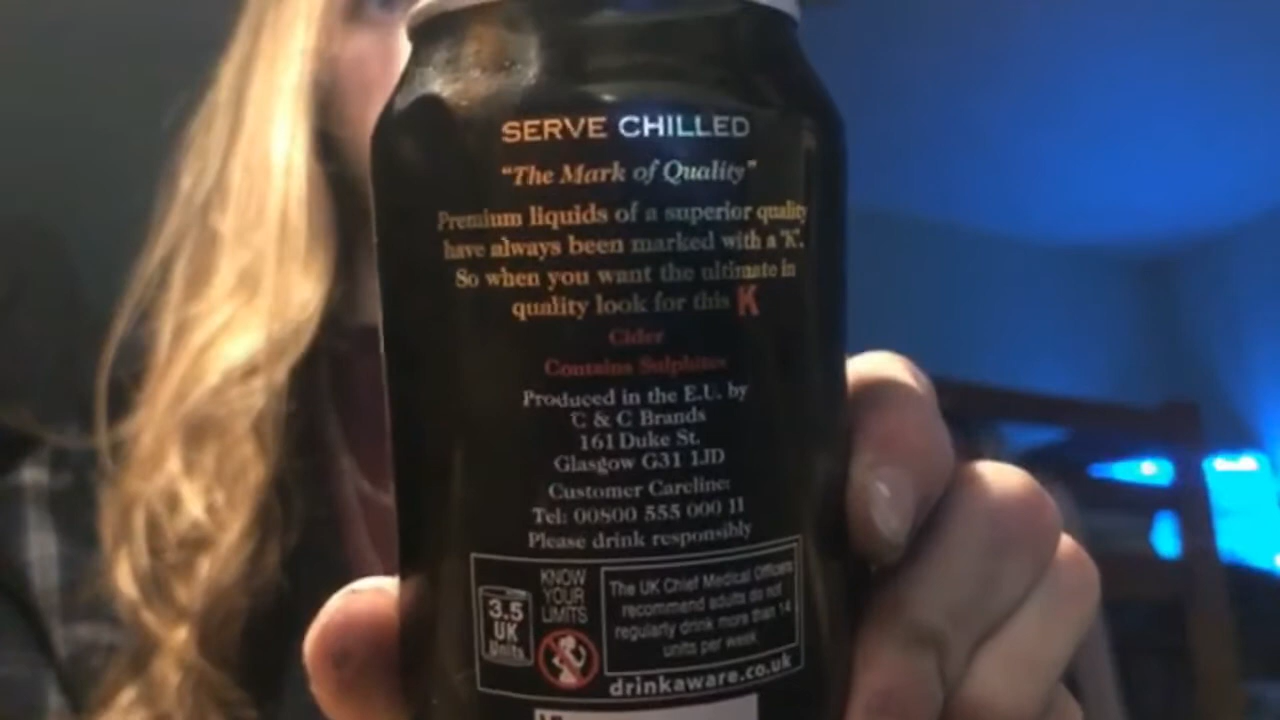 SERVE CHILLED
"The Mark of Quality"
Premium liquids of a superior quality
have always been marked with a 'K'.
So when you want the ultimate in
quality look for this K
Cider
Contains Sulphites
Produced in the E.U. by
C & C Brands
161 Duke St.
Glasgow G31 1JD
Customer Careline:
Tel: 00800 555 000 11
Please drink responsibly
3.5
UK
Units
KNOW
YOUR
LIMITS
The UK Chief Medical Officers
recommend adults do not
regularly drink more than 14
units per week
drinkaware.co.uk